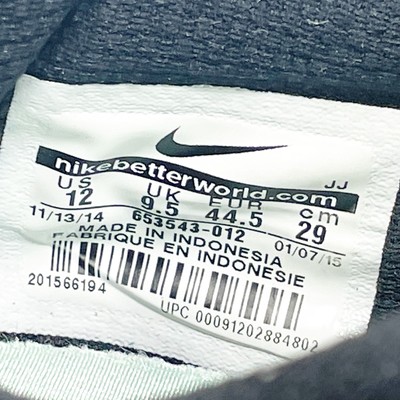 nikebetterworld.com
JJ
US UK EUR cm
12 9.5 44.5 29
11/13/14 653543-012 01/07/15
MADE IN INDONESIA
FABRIQUE EN INDONESIE
201566194
UPC 00091202884802